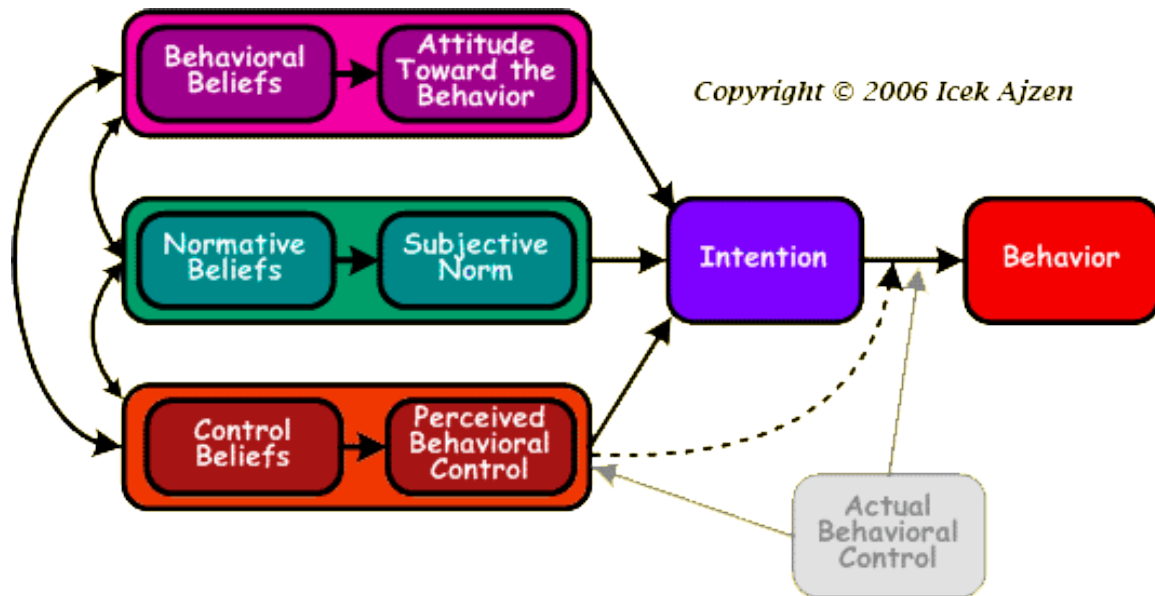 Behavioral
Beliefs
Attitude
Toward the
Behavior
Copyright © 2006 Icek Ajzen
Normative
Beliefs
Subjective
Norm
Intention
Behavior
Control
Beliefs
Perceived
Behavioral
Control
Actual
Behavioral
Control